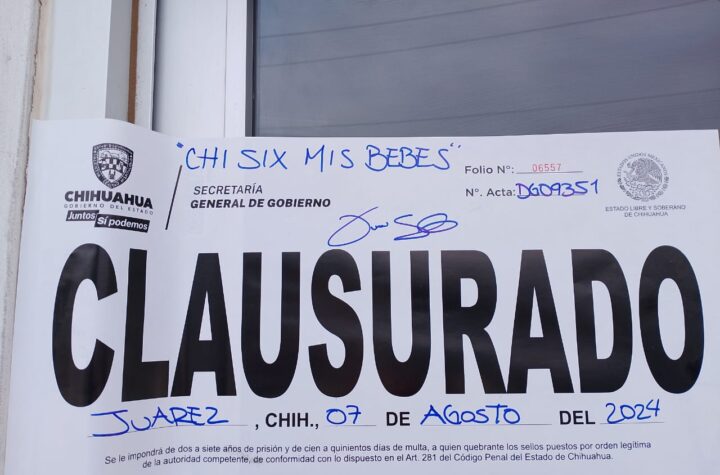 "CHI SIX MIS BEBES"
CHIHUAHUA
GOBIERNO DEL ESTADO
Juntos Sí podemos
SECRETARÍA
GENERAL DE GOBIERNO
Folio N°: 06557
N°. Acta: DG09351
ESTADOS UNIDOS MEXICANOS
ESTADO LIBRE Y SOBERANO
DE CHIHUAHUA
CLAUSURADO
JUAREZ, CHIH., 07 DE AGOSTO DEL 2024
Se le impondrá de dos a siete años de prisión y de cien a quinientos días de multa, a quien quebrante los sellos puestos por orden legítima
de la autoridad competente, de conformidad con lo dispuesto en el Art. 281 del Código Penal del Estado de Chihuahua.